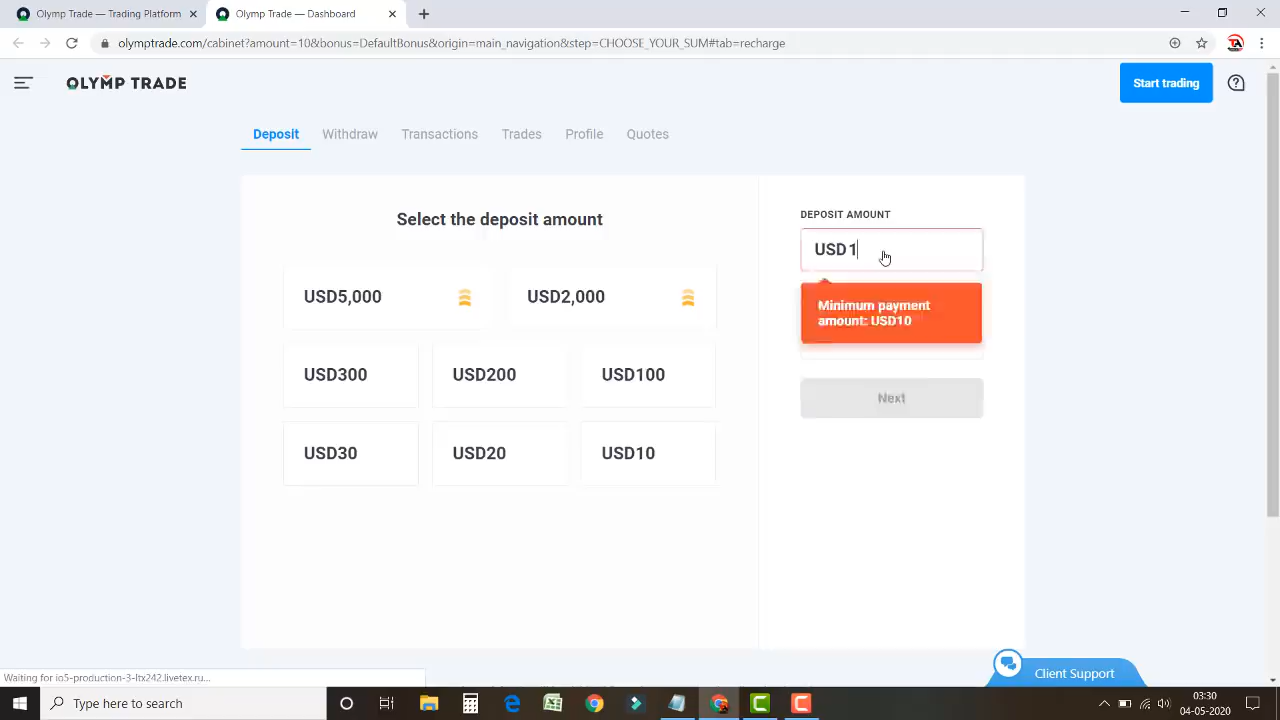 Olymp Trade — Trading Platform
Olymp Trade — Dashboard
olymptrade.com/cabinet?amount=10&bonus=DefaultBonus&origin=main_navigation&step=CHOOSE_YOUR_SUM#tab=recharge
OLYMP TRADE
Start trading
Deposit
Withdraw
Transactions
Trades
Profile
Quotes
Select the deposit amount
USD5,000
USD2,000
USD300
USD200
USD100
USD30
USD20
USD10
DEPOSIT AMOUNT
USD1
Minimum payment
amount: USD10
Next
Client Support
Waiting for io5-production-3-ltx242.livetex.ru...
Type here to search
03:30
04-05-2020